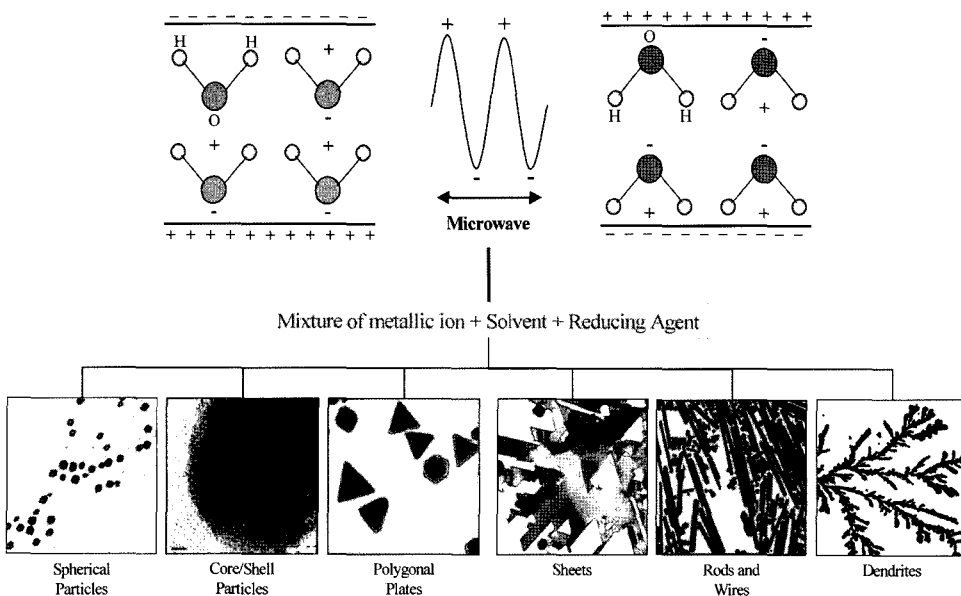 − − − − − − − − − −
H H +
O -
+ +
- -
+ + + + + + + + + + +
+ +
- -
Microwave
+ + + + + + + + + + +
O -
H H +
- -
+ +
− − − − − − − − − −
Mixture of metallic ion + Solvent + Reducing Agent
Spherical
Particles
Core/Shell
Particles
Polygonal
Plates
Sheets
Rods and
Wires
Dendrites